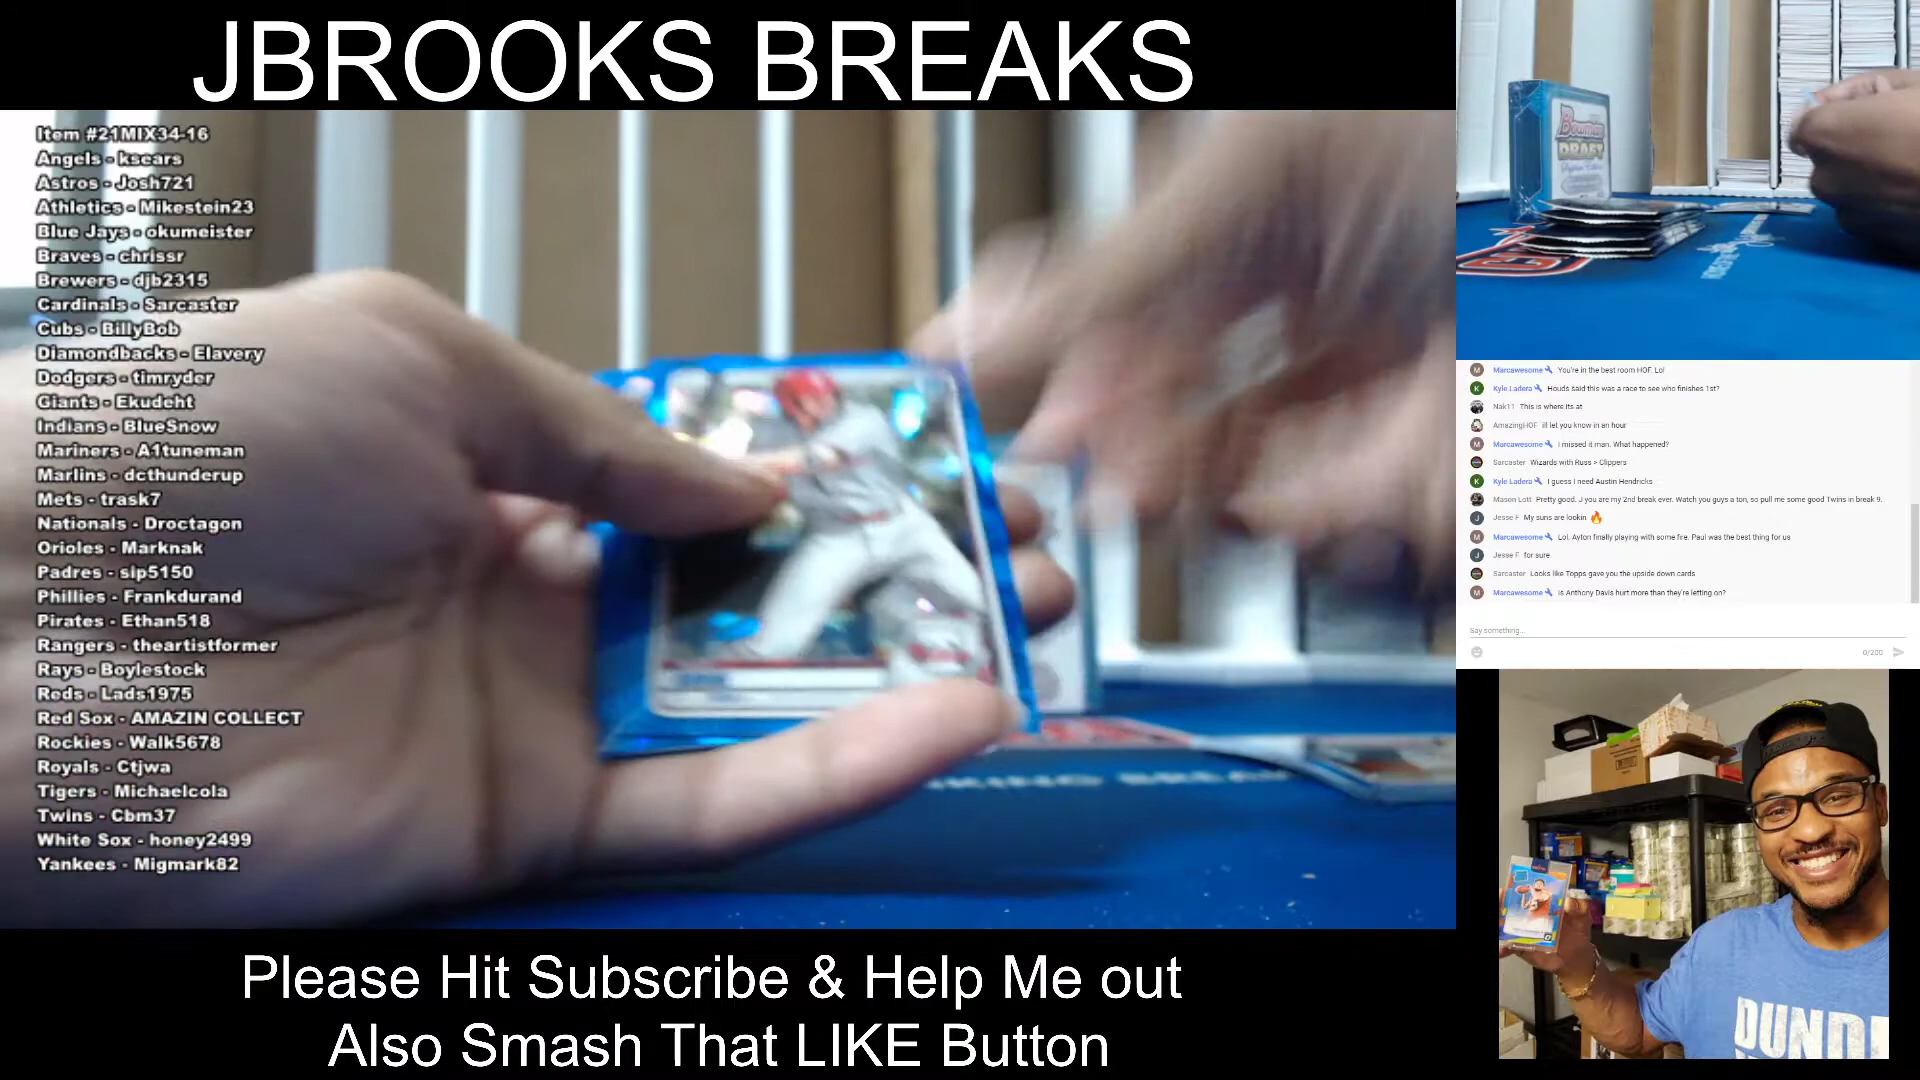 JBROOKS BREAKS
Item #21MIX34-16
Angels - ksears
Astros - Josh721
Athletics - Mikestein23
Blue Jays - okumeister
Braves - chrissr
Brewers - djb2315
Cardinals - Sarcaster
Cubs - BillyBob
Diamondbacks - Elavery
Dodgers - timryder
Giants - Ekudeht
Indians - BlueSnow
Mariners - A1tuneman
Marlins - dcthunderup
Mets - trask7
Nationals - Droctagon
Orioles - Marknak
Padres - sip5150
Phillies - Frankdurand
Pirates - Ethan518
Rangers - theartistformer
Rays - Boylestock
Reds - Lads1975
Red Sox - AMAZIN COLLECT
Rockies - Walk5678
Royals - Ctjwa
Tigers - Michaelcola
Twins - Cbm37
White Sox - honey2499
Yankees - Migmark82
Please Hit Subscribe & Help Me out
Also Smash That LIKE Button
Bowman
DRAFT
Marcawesome You're in the best room HOF. Lol
Kyle Ladera Houds said this was a race to see who finishes 1st?
Nak11 This is where its at
AmazingHOF ill let you know in an hour
Marcawesome I missed it man. What happened?
Sarcaster Wizards with Russ > Clippers
Kyle Ladera I guess I need Austin Hendricks
Mason Lott Pretty good. J you are my 2nd break ever. Watch you guys a ton, so pull me some good Twins in break 9.
Jesse F My suns are lookin 🔥
Marcawesome Lol. Ayton finally playing with some fire. Paul was the best thing for us
Jesse F for sure
Sarcaster Looks like Topps gave you the upside down cards
Marcawesome is Anthony Davis hurt more than they're letting on?
Say something...
0/200
DUND